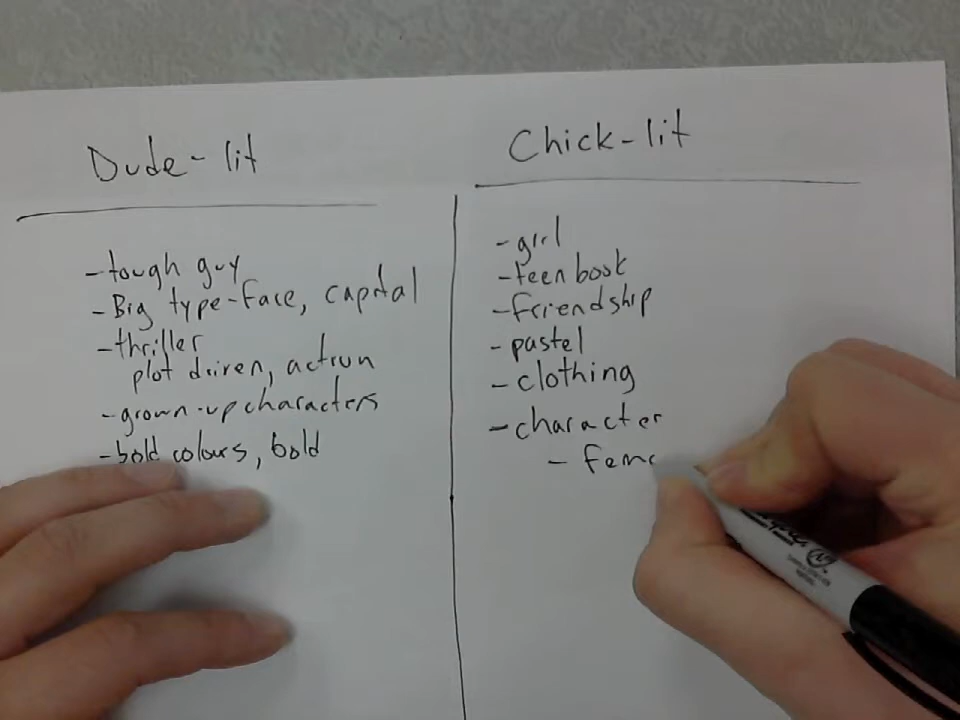 Dude-lit
-tough guy
-Big type-face, capital
-thriller
plot driven, action
-grown-up characters
-bold colours, bold
Chick-lit
-girl
-teen book
-friendship
-pastel
-clothing
-character
-fema